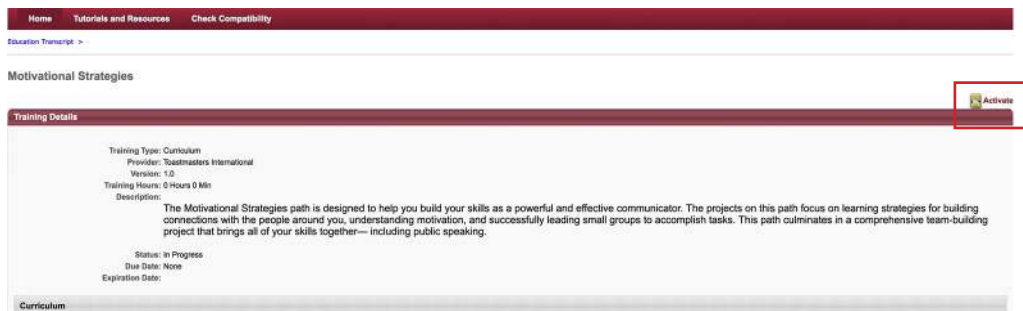 Home Tutorials and Resources Check Compatibility
Education Transcript >
Motivational Strategies
Activate
Training Details
Training Type: Curriculum
Provider: Toastmasters International
Version: 1.0
Training Hours: 0 Hours 0 Min
Description:
The Motivational Strategies path is designed to help you build your skills as a powerful and effective communicator. The projects on this path focus on learning strategies for building
connections with the people around you, understanding motivation, and successfully leading small groups to accomplish tasks. This path culminates in a comprehensive team-building
project that brings all of your skills together— including public speaking.
Status: In Progress
Due Date: None
Expiration Date:
Curriculum